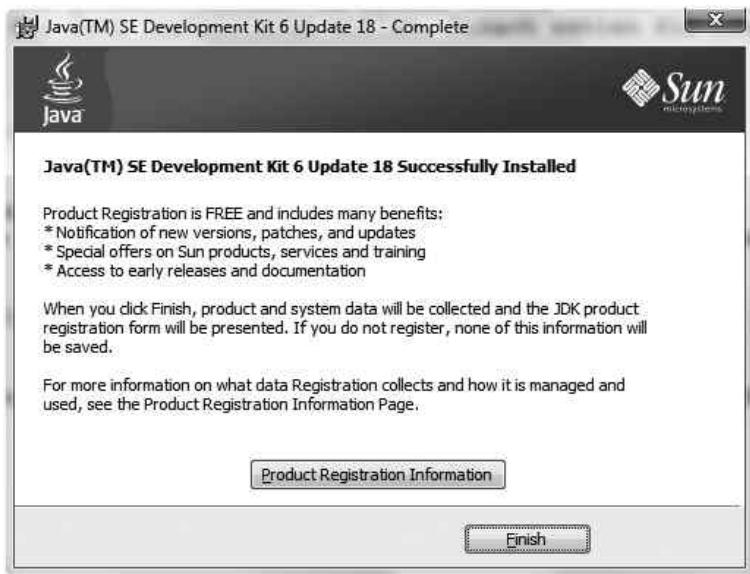 Java(TM) SE Development Kit 6 Update 18 - Complete
X
Java
Sun
microsystems
Java(TM) SE Development Kit 6 Update 18 Successfully Installed
Product Registration is FREE and includes many benefits:
* Notification of new versions, patches, and updates
* Special offers on Sun products, services and training
* Access to early releases and documentation
When you click Finish, product and system data will be collected and the JDK product
registration form will be presented. If you do not register, none of this information will
be saved.
For more information on what data Registration collects and how it is managed and
used, see the Product Registration Information Page.
Product Registration Information
Finish